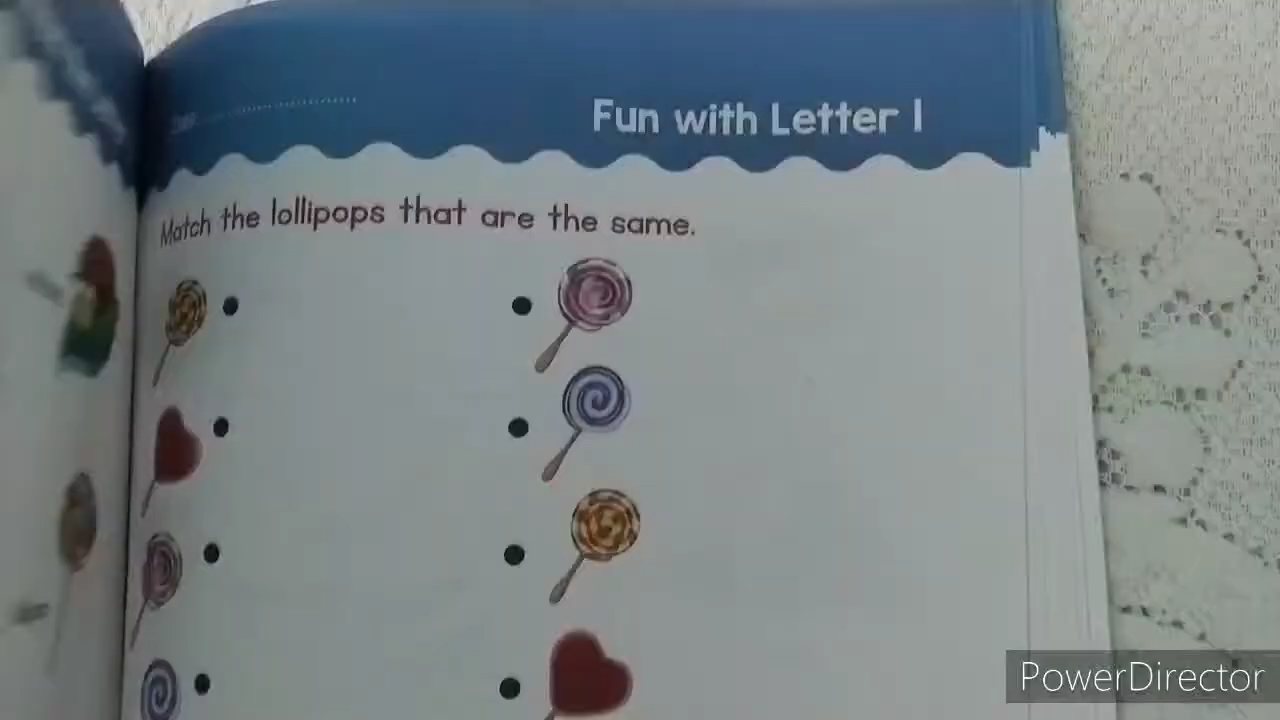 Fun with Letter l
Match the lollipops that are the same.
PowerDirector